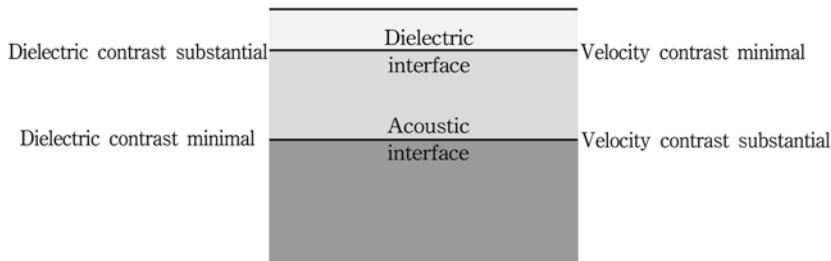 Dielectric
Dielectric contrast substantial
Velocity contrast minimal
interface
Acoustic
Dielectric contrast minimal
Velocity contrast substantial
interface